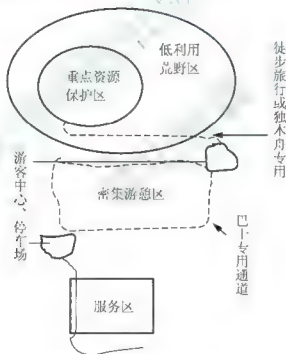 低利用
荒野区
重点资源
保护区
徒步旅行或独木舟专用
游客中心、停车场
密集游憩区
巴士专用通道
服务区